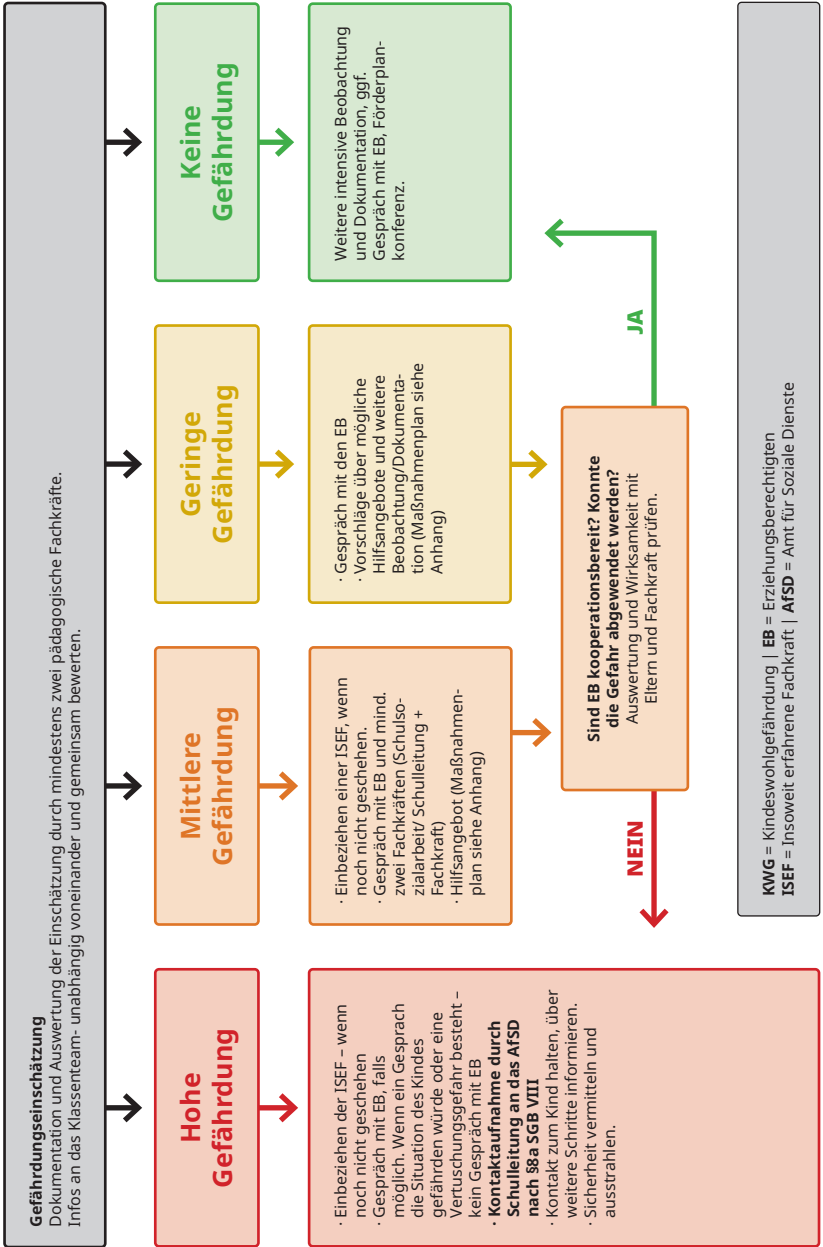 Gefährdungseinschätzung
Dokumentation und Auswertung der Einschätzung durch mindestens zwei pädagogische Fachkräfte.
Infos an das Klassenteam- unabhängig voneinander und gemeinsam bewerten.
Hohe
Gefährdung
· Einbeziehen der ISEF – wenn
noch nicht geschehen
· Gespräch mit EB, falls
möglich. Wenn ein Gesprach
die Situation des Kindes
gefährden würde oder eine
Vertuschungsgefahr besteht –
kein Gespräch mit EB
· Kontaktaufnahme durch
Schulleitung an das AfSD
nach §8a SGB VIII
· Kontakt zum Kind halten, über
weitere Schritte informieren.
· Sicherheit vermitteln und
ausstrahlen.
Mittlere
Gefährdung
· Einbeziehen einer ISEF, wenn
noch nicht geschehen.
· Gespräch mit EB und mind.
zwei Fachkräften (Schulso-
zialarbeit/ Schulleitung +
Fachkraft)
· Hilfsangebot (Maßnahmen-
plan siehe Anhang)
Geringe
Gefährdung
· Gespräch mit den EB
· Vorschläge über mögliche
Hilfsangebote und weitere
Beobachtung/Dokumenta-
tion (Maßnahmenplan siehe
Anhang)
Keine
Gefährdung
Weitere intensive Beobachtung
und Dokumentation, ggf.
Gespräch mit EB, Förderplan-
konferenz.
NEIN
Sind EB kooperationsbereit? Konnte
die Gefahr abgewendet werden?
Auswertung und Wirksamkeit mit
Eltern und Fachkraft prüfen.
JA
KWG = Kindeswohlgefährdung | EB = Erziehungsberechtigten
ISEF = Insoweit erfahrene Fachkraft | AfSD = Amt für Soziale Dienste